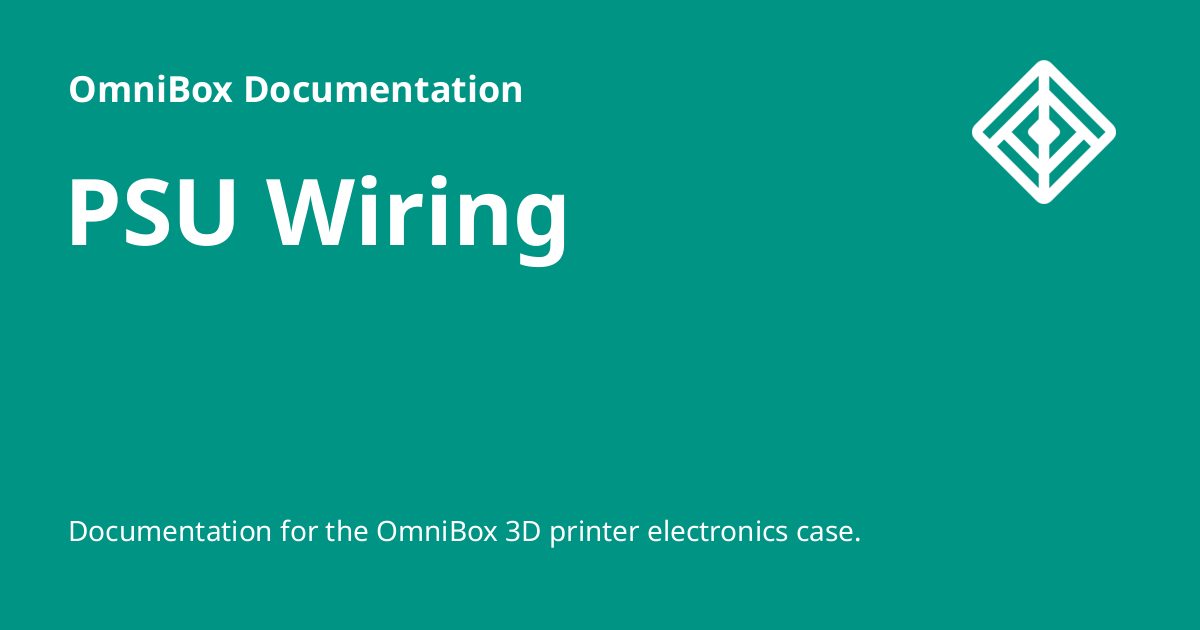 OmniBox Documentation
PSU Wiring
Documentation for the OmniBox 3D printer electronics case.